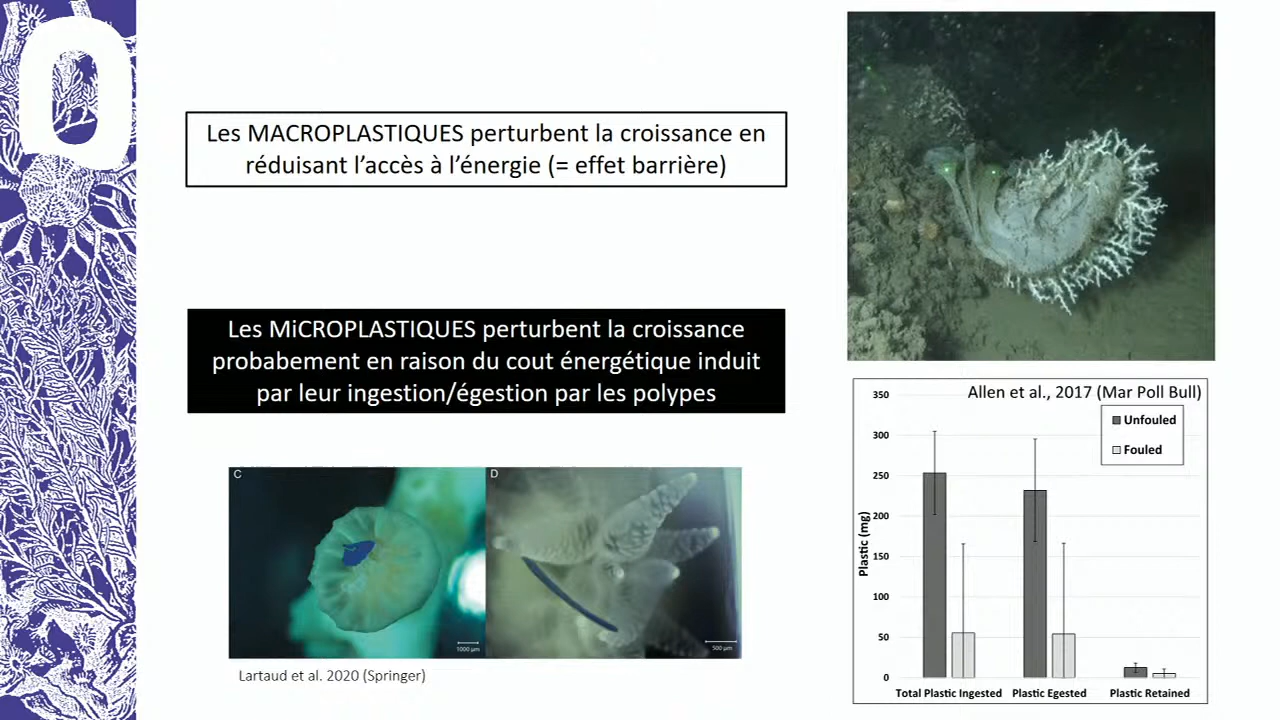 Les MACROPLASTIQUES perturbent la croissance en
réduisant l’accès à l’énergie (= effet barrière)
Les MiCROPLASTIQUES perturbent la croissance
probabement en raison du cout énergétique induit
par leur ingestion/égestion par les polypes
C
D
1000 µm
500 µm
Lartaud et al. 2020 (Springer)
Allen et al., 2017 (Mar Poll Bull)
Unfouled
Fouled
Plastic (mg)
350
300
250
200
150
100
50
0
Total Plastic Ingested
Plastic Egested
Plastic Retained